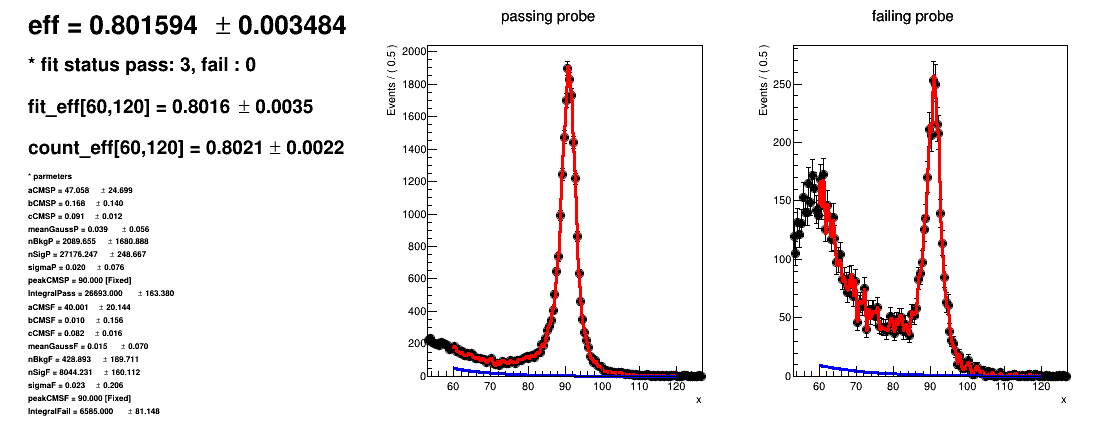 eff = 0.801594 ± 0.003484
* fit status pass: 3, fail : 0
fit_eff[60,120] = 0.8016 ± 0.0035
count_eff[60,120] = 0.8021 ± 0.0022
* parmeters
aCMSP = 47.058 ± 24.699
bCMSP = 0.168 ± 0.140
cCMSP = 0.091 ± 0.012
meanGaussP = 0.039 ± 0.056
nBkgP = 2089.655 ± 1680.888
nSigP = 27176.247 ± 248.667
sigmaP = 0.020 ± 0.076
peakCMSP = 90.000 [Fixed]
IntegralPass = 26693.000 ± 163.380
aCMSF = 40.001 ± 20.144
bCMSF = 0.010 ± 0.156
cCMSF = 0.082 ± 0.016
meanGaussF = 0.015 ± 0.070
nBkgF = 428.893 ± 189.711
nSigF = 8044.231 ± 160.112
sigmaF = 0.023 ± 0.206
peakCMSF = 90.000 [Fixed]
IntegralFail = 6585.000 ± 81.148
passing probe
Events / ( 0.5 )
2000
1800
1600
1400
1200
1000
800
600
400
200
0
60 70 80 90 100 110 120
x
failing probe
Events / ( 0.5 )
250
200
150
100
50
0
60 70 80 90 100 110 120
x